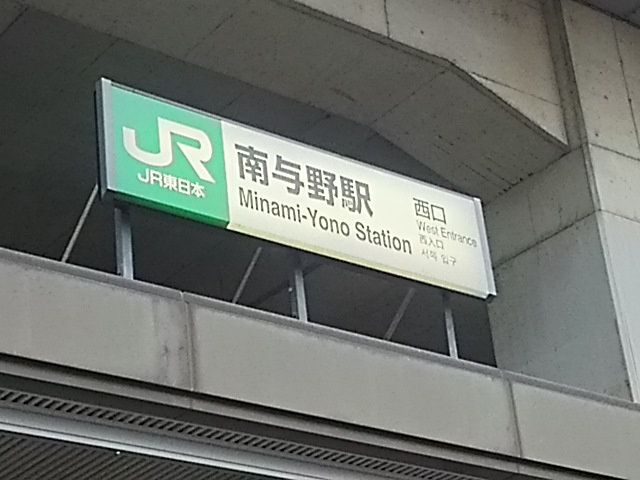 JR
JR東日本
南与野駅
Minami-Yono Station
西口
West Entrance
西入口
서쪽 입구